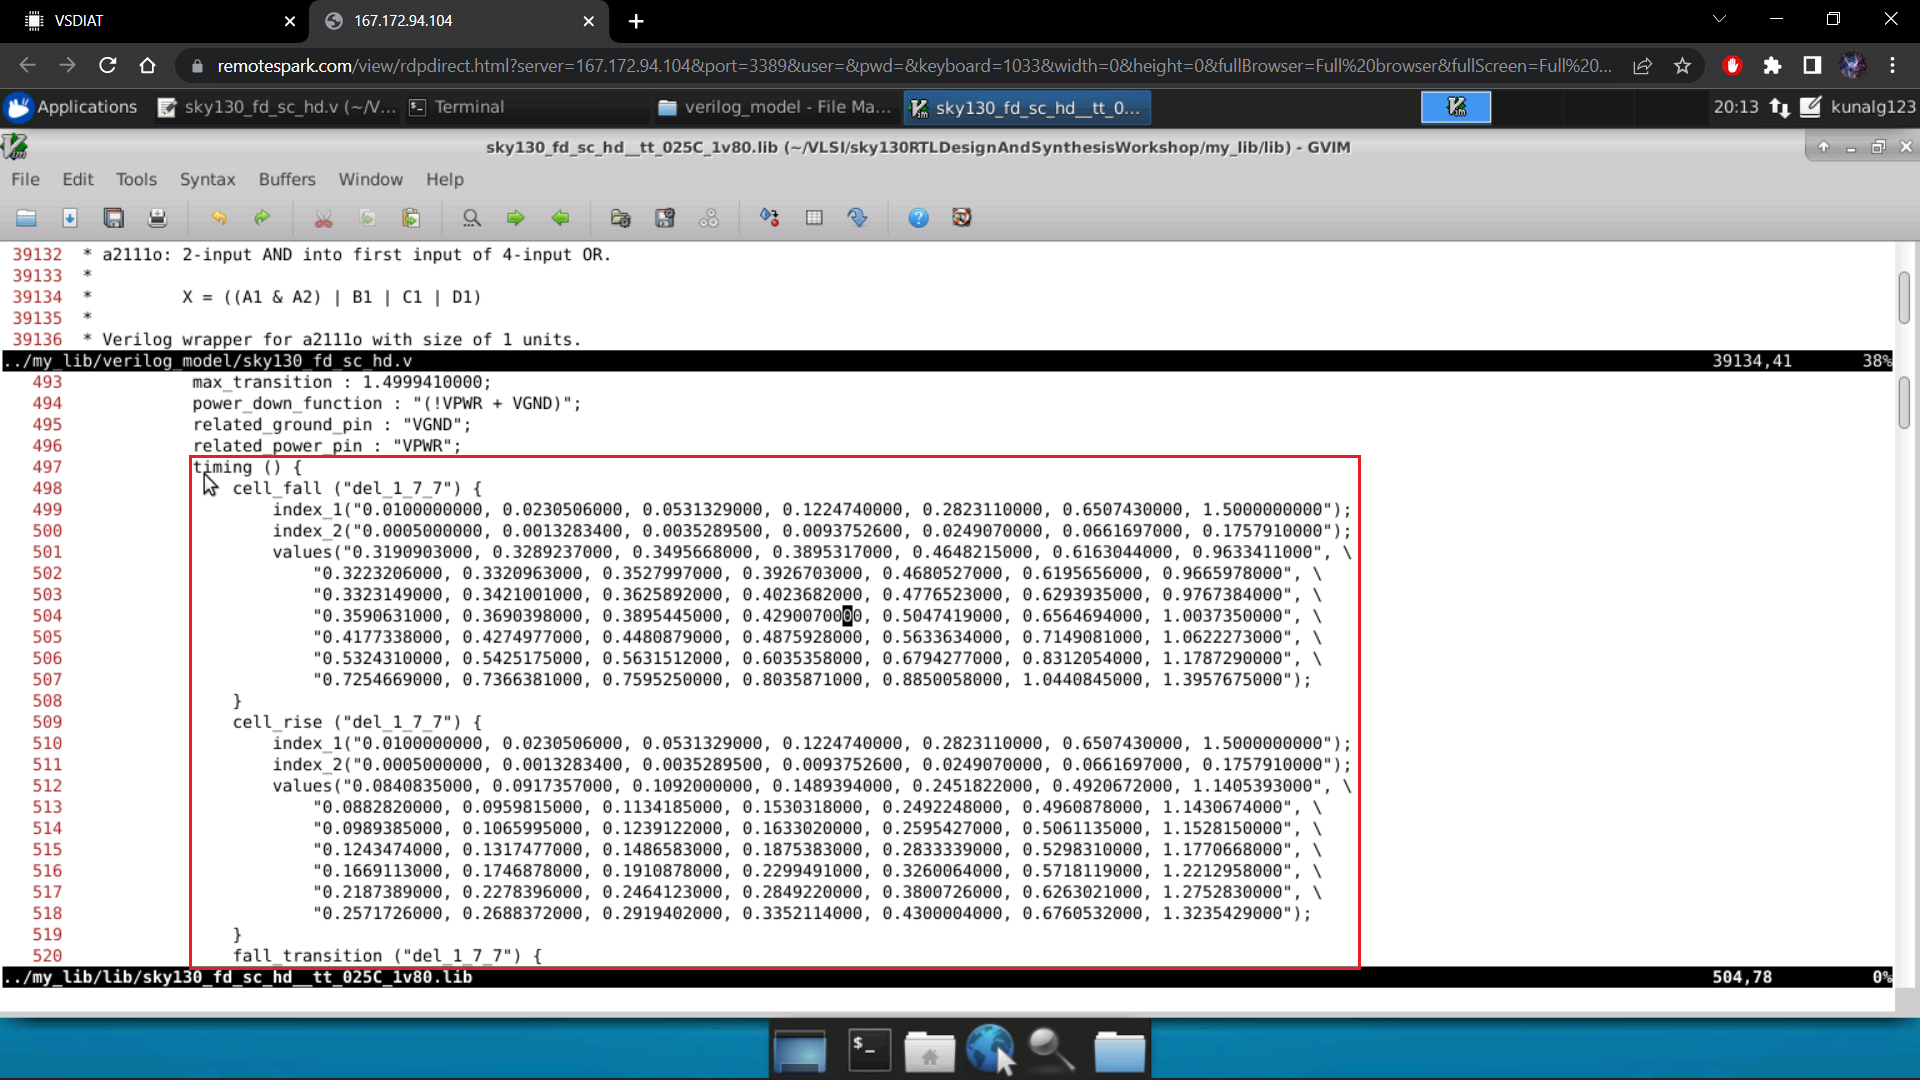 VSDIAT
167.172.94.104
remotespark.com/view/rdpdirect.html?server=167.172.94.104&port=3389&user=&pwd=&keyboard=1033&width=0&height=0&fullBrowser=Full%20browser&fullScreen=Full%20...
Applications sky130_fd_sc_hd.v (~/V... Terminal verilog_model - File Ma... sky130_fd_sc_hd__tt_0... 20:13 kunalg123
sky130_fd_sc_hd__tt_025C_1v80.lib (~/VLSI/sky130RTLDesignAndSynthesisWorkshop/my_lib/lib) - GVIM
File Edit Tools Syntax Buffers Window Help
39132 * a2111o: 2-input AND into first input of 4-input OR.
39133 *
39134 * X = ((A1 & A2) | B1 | C1 | D1)
39135 *
39136 * Verilog wrapper for a2111o with size of 1 units.
../my_lib/verilog_model/sky130_fd_sc_hd.v 39134,41 38%
493 max_transition : 1.4999410000;
494 power_down_function : "(!VPWR + VGND)";
495 related_ground_pin : "VGND";
496 related_power_pin : "VPWR";
497 timing () {
498 cell_fall ("del_1_7_7") {
499 index_1("0.0100000000, 0.0230506000, 0.0531329000, 0.1224740000, 0.2823110000, 0.6507430000, 1.5000000000");
500 index_2("0.0005000000, 0.0013283400, 0.0035289500, 0.0093752600, 0.0249070000, 0.0661697000, 0.1757910000");
501 values("0.3190903000, 0.3289237000, 0.3495668000, 0.3895317000, 0.4648215000, 0.6163044000, 0.9633411000", \
502 "0.3223206000, 0.3320963000, 0.3527997000, 0.3926703000, 0.4680527000, 0.6195656000, 0.9665978000", \
503 "0.3323149000, 0.3421001000, 0.3625892000, 0.4023682000, 0.4776523000, 0.6293935000, 0.9767384000", \
504 "0.3590631000, 0.3690398000, 0.3895445000, 0.4290070000, 0.5047419000, 0.6564694000, 1.0037350000", \
505 "0.4177338000, 0.4274977000, 0.4480879000, 0.4875928000, 0.5633634000, 0.7149081000, 1.0622273000", \
506 "0.5324310000, 0.5425175000, 0.5631512000, 0.6035358000, 0.6794277000, 0.8312054000, 1.1787290000", \
507 "0.7254669000, 0.7366381000, 0.7595250000, 0.8035871000, 0.8850058000, 1.0440845000, 1.3957675000");
508 }
509 cell_rise ("del_1_7_7") {
510 index_1("0.0100000000, 0.0230506000, 0.0531329000, 0.1224740000, 0.2823110000, 0.6507430000, 1.5000000000");
511 index_2("0.0005000000, 0.0013283400, 0.0035289500, 0.0093752600, 0.0249070000, 0.0661697000, 0.1757910000");
512 values("0.0840835000, 0.0917357000, 0.1092000000, 0.1489394000, 0.2451822000, 0.4920672000, 1.1405393000", \
513 "0.0882820000, 0.0959815000, 0.1134185000, 0.1530318000, 0.2492248000, 0.4960878000, 1.1430674000", \
514 "0.0989385000, 0.1065995000, 0.1239122000, 0.1633020000, 0.2595427000, 0.5061135000, 1.1528150000", \
515 "0.1243474000, 0.1317477000, 0.1486583000, 0.1875383000, 0.2833339000, 0.5298310000, 1.1770668000", \
516 "0.1669113000, 0.1746878000, 0.1910878000, 0.2299491000, 0.3260064000, 0.5718119000, 1.2212958000", \
517 "0.2187389000, 0.2278396000, 0.2464123000, 0.2849220000, 0.3800726000, 0.6263021000, 1.2752830000", \
518 "0.2571726000, 0.2688372000, 0.2919402000, 0.3352114000, 0.4300004000, 0.6760532000, 1.3235429000");
519 }
520 fall_transition ("del_1_7_7") {
../my_lib/lib/sky130_fd_sc_hd__tt_025C_1v80.lib 504,78 0%